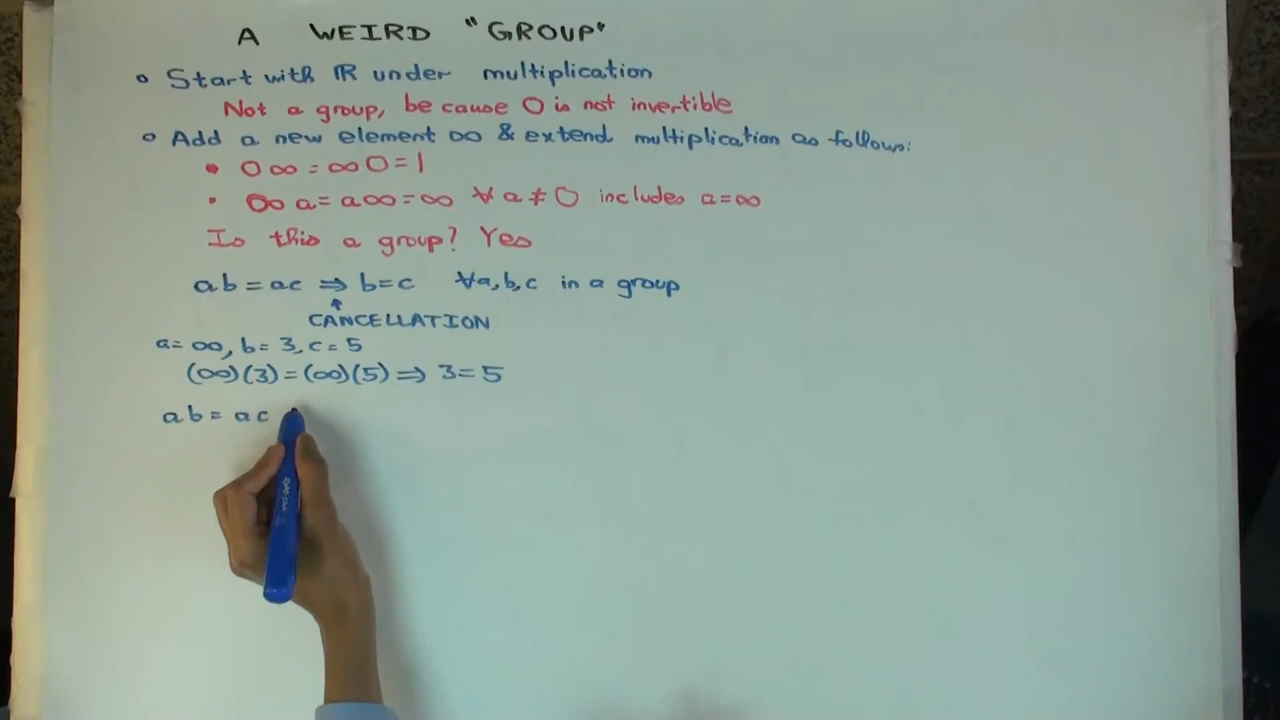 A WEIRD "GROUP"
° Start with ℝ under multiplication
Not a group, be cause 0 is not invertible
° Add a new element ∞ & extend multiplication as follows:
• 0∞ = ∞0 = 1
• ∞a = a∞ = ∞ ∀ a ≠ 0 includes a=∞
Is this a group? Yes
ab = ac ⇒ b=c ∀a,b,c in a group
↑
CANCELLATION
a= ∞, b= 3, c= 5
(∞)(3) = (∞)(5) ⇒ 3= 5
ab = ac